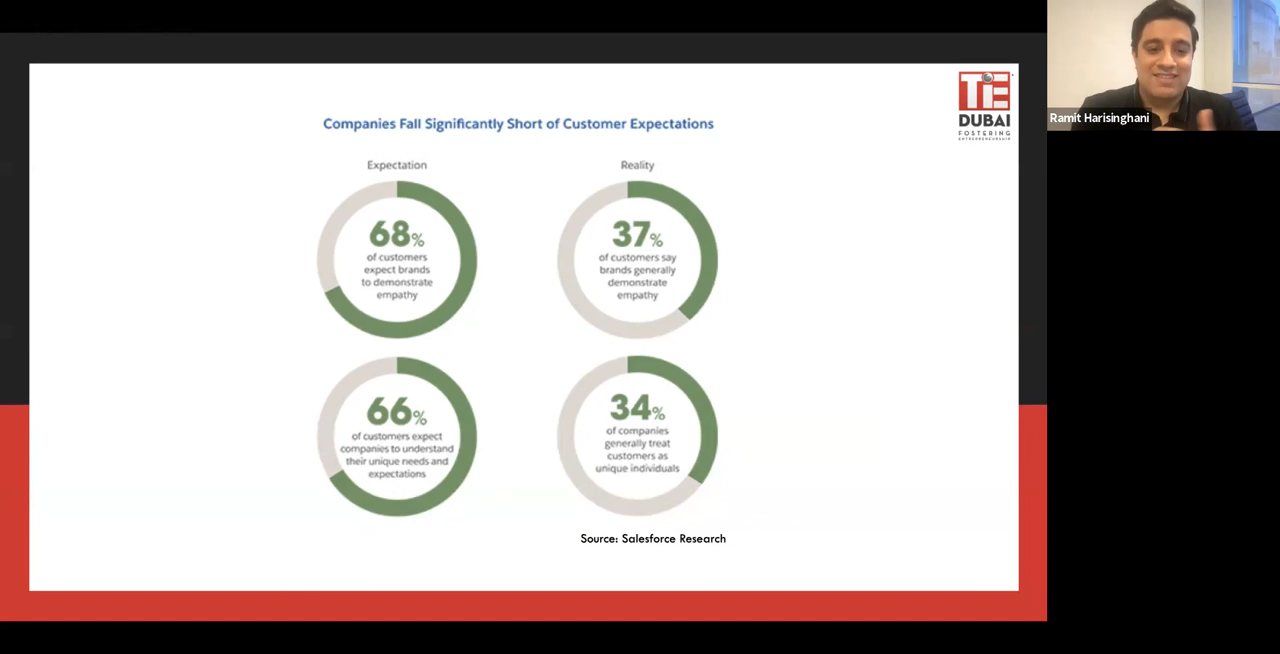 Companies Fall Significantly Short of Customer Expectations
Expectation
Reality
68%
of customers
expect brands
to demonstrate
empathy
37%
of customers say
brands generally
demonstrate
empathy
66%
of customers expect
companies to understand
their unique needs and
expectations
34%
of companies
generally treat
customers as
unique individuals
Source: Salesforce Research
TiE
DUBAI
FOSTERING
ENTREPRENEURSHIP
Ramit Harisinghani